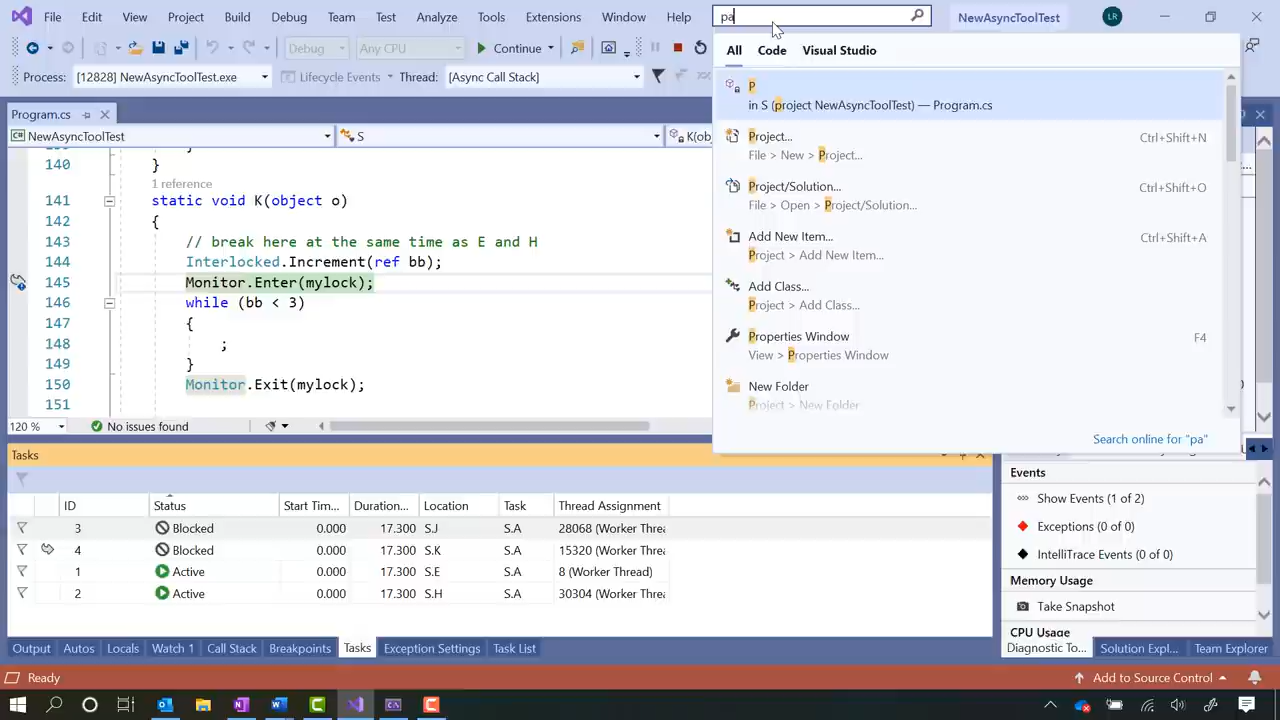 File Edit View Project Build Debug Team Test Analyze Tools Extensions Window Help pa NewAsyncToolTest LR
Debug Any CPU Continue
Process: [12828] NewAsyncToolTest.exe Lifecycle Events Thread: [Async Call Stack]
All Code Visual Studio
P
in S (project NewAsyncToolTest) — Program.cs
Project... Ctrl+Shift+N
File > New > Project...
Project/Solution... Ctrl+Shift+O
File > Open > Project/Solution...
Add New Item... Ctrl+Shift+A
Project > Add New Item...
Add Class...
Project > Add Class...
Properties Window F4
View > Properties Window
New Folder
Project > New Folder
Search online for "pa"
Program.cs
NewAsyncToolTest S K(obj
140 }
1 reference
141 static void K(object o)
142 {
143 // break here at the same time as E and H
144 Interlocked.Increment(ref bb);
145 Monitor.Enter(mylock);
146 while (bb < 3)
147 {
148 ;
149 }
150 Monitor.Exit(mylock);
151
120 % No issues found
Tasks
ID Status Start Tim... Duration... Location Task Thread Assignment
3 Blocked 0.000 17.300 S.J S.A 28068 (Worker Threa
4 Blocked 0.000 17.300 S.K S.A 15320 (Worker Threa
1 Active 0.000 17.300 S.E S.A 8 (Worker Thread)
2 Active 0.000 17.300 S.H S.A 30304 (Worker Threa
Events
Show Events (1 of 2)
Exceptions (0 of 0)
IntelliTrace Events (0 of 0)
Memory Usage
Take Snapshot
CPU Usage
Output Autos Locals Watch 1 Call Stack Breakpoints Tasks Exception Settings Task List
Diagnostic To... Solution Expl... Team Explorer
Ready Add to Source Control